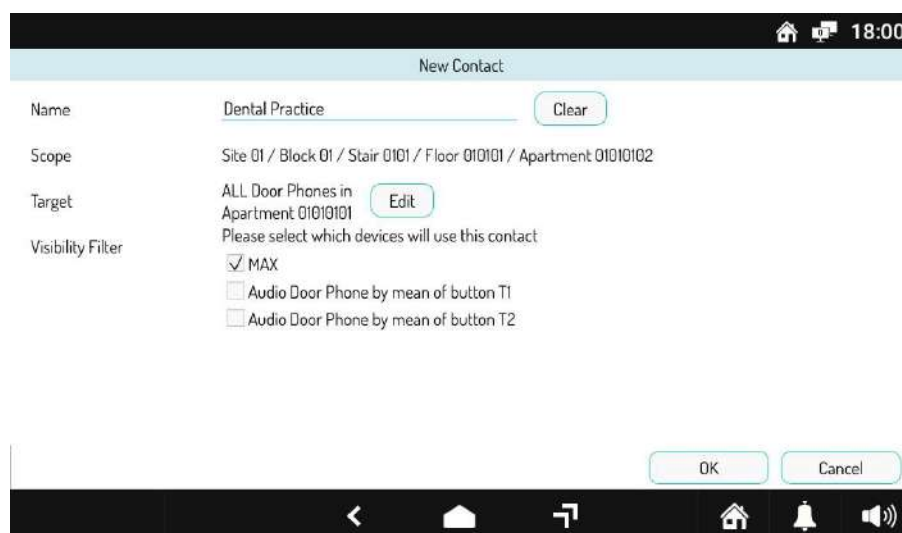 18:00
New Contact
Name Dental Practice Clear
Scope Site 01 / Block 01 / Stair 0101 / Floor 010101 / Apartment 01010102
Target ALL Door Phones in
Apartment 01010101 Edit
Visibility Filter Please select which devices will use this contact
MAX
Audio Door Phone by mean of button T1
Audio Door Phone by mean of button T2
OK Cancel